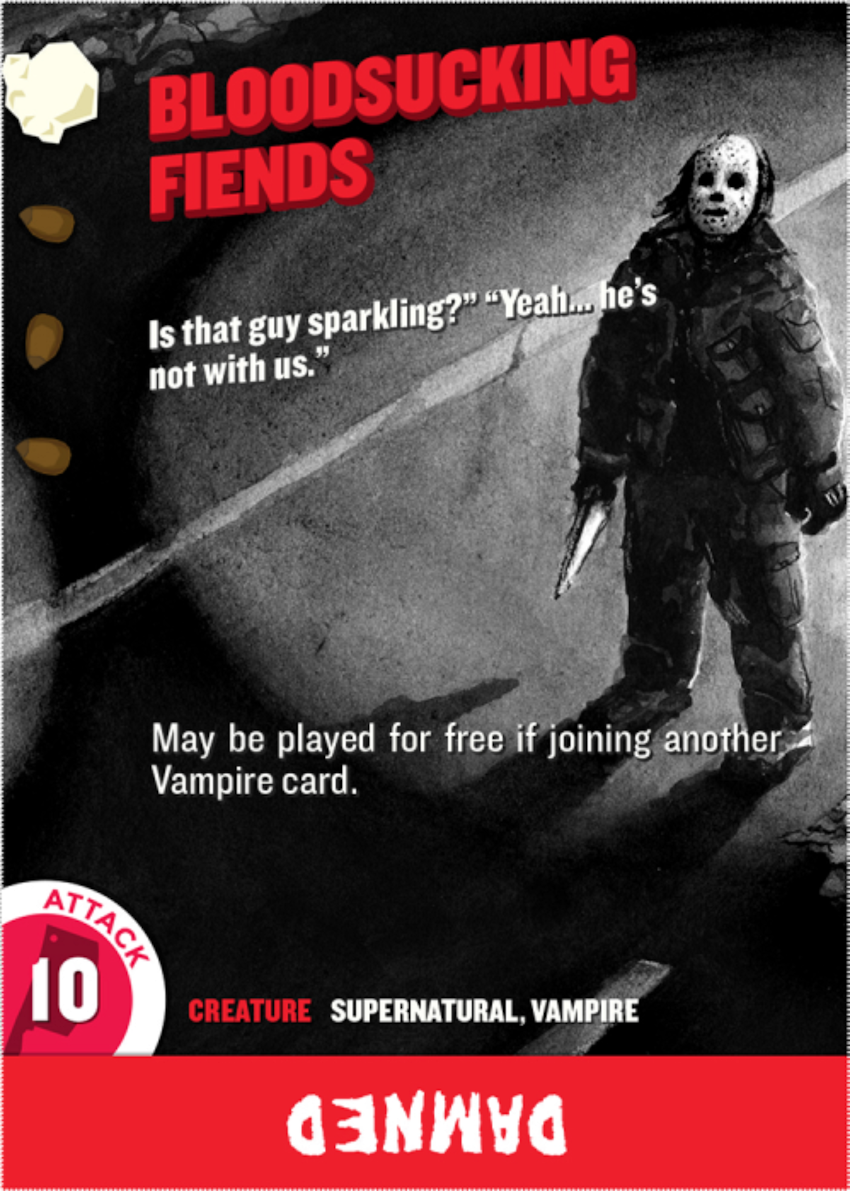 BLOODSUCKING
FIENDS
Is that guy sparkling?” “Yeah... he’s
not with us.”
May be played for free if joining another
Vampire card.
ATTACK
10
CREATURE SUPERNATURAL, VAMPIRE
DAMNED